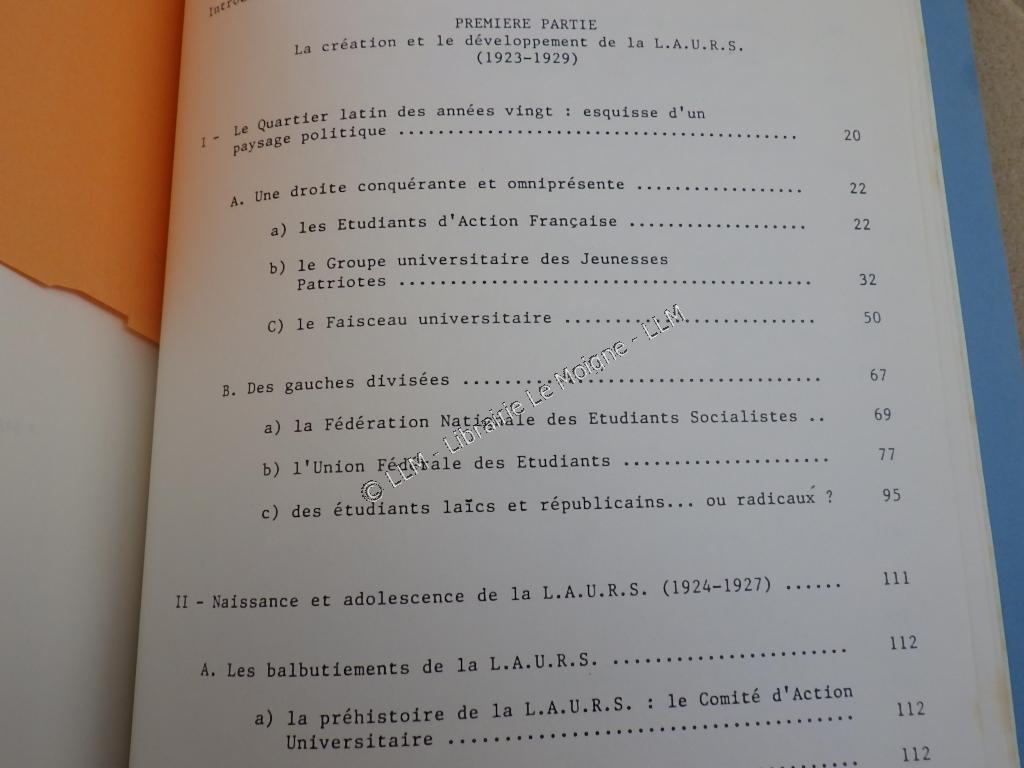 PREMIERE PARTIE
La création et le développement de la L.A.U.R.S.
(1923-1929)
I - Le Quartier latin des années vingt : esquisse d'un
paysage politique ............................................ 20
A. Une droite conquérante et omniprésente .................. 22
a) les Etudiants d'Action Française .................... 22
b) le Groupe universitaire des Jeunesses
Patriotes .............................................. 32
C) le Faisceau universitaire ............................ 50
B. Des gauches divisées ........................................ 67
a) la Fédération Nationale des Etudiants Socialistes .. 69
b) l'Union Fédérale des Etudiants ....................... 77
c) des étudiants laïcs et républicains... ou radicaux ? 95
II - Naissance et adolescence de la L.A.U.R.S. (1924-1927) ...... 111
A. Les balbutiements de la L.A.U.R.S. .......................... 112
a) la préhistoire de la L.A.U.R.S. : le Comité d'Action
Universitaire ............................................. 112
112
© LLM - Librairie Le Moigne - LLM